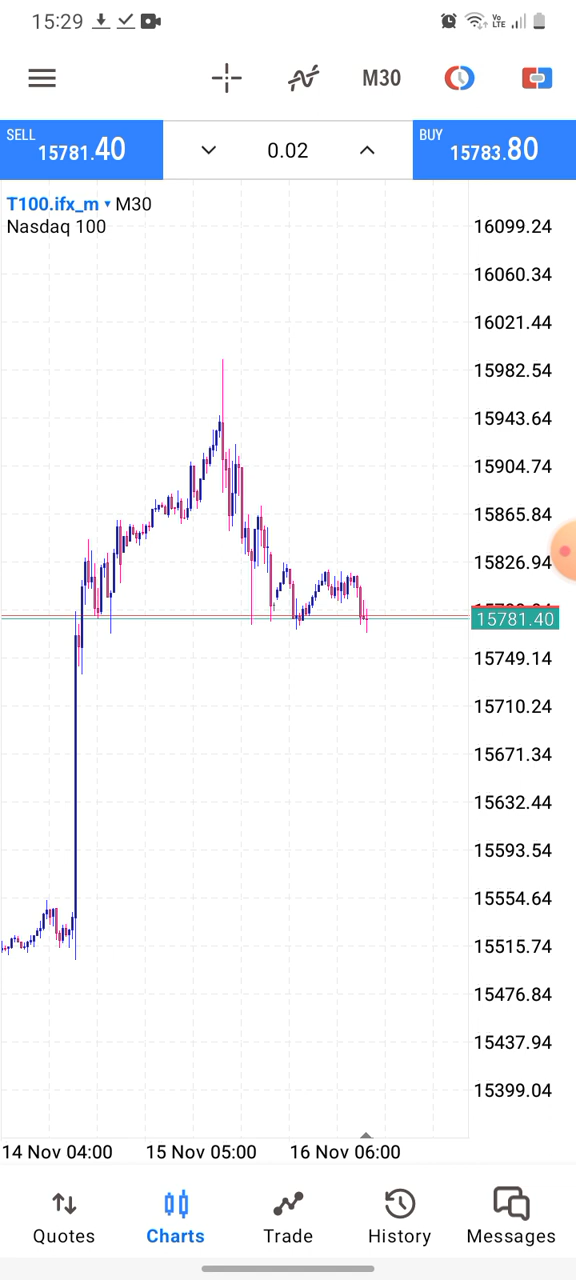 15:29
Vo
LTE
M30
SELL
15781.40
0.02
BUY
15783.80
T100.ifx_m ▾ M30
Nasdaq 100
16099.24
16060.34
16021.44
15982.54
15943.64
15904.74
15865.84
15826.94
15781.40
15749.14
15710.24
15671.34
15632.44
15593.54
15554.64
15515.74
15476.84
15437.94
15399.04
14 Nov 04:00
15 Nov 05:00
16 Nov 06:00
Quotes
Charts
Trade
History
Messages